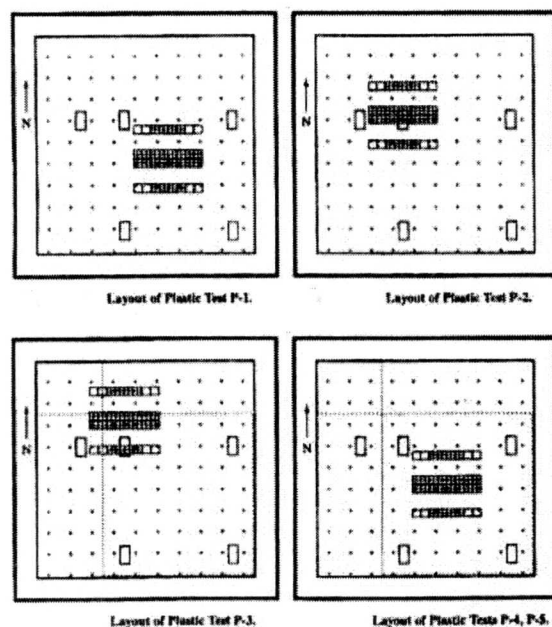 N
N
Layout of Plastic Test P-1.
Layout of Plastic Test P-2.
N
N
Layout of Plastic Test P-3.
Layout of Plastic Tests P-4, P-5.